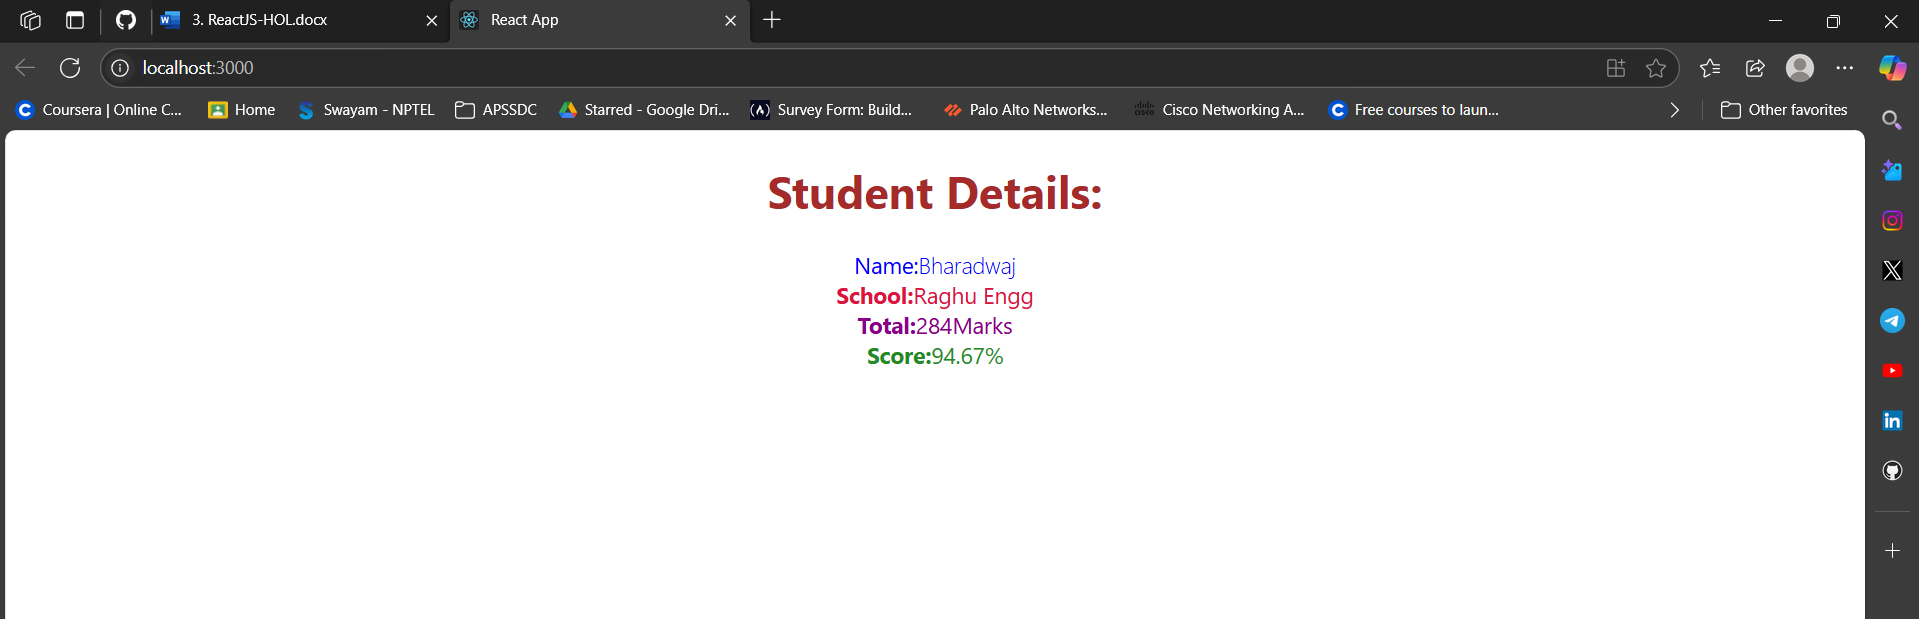 3. ReactJS-HOL.docx
React App
localhost:3000
Coursera | Online C...
Home
Swayam - NPTEL
APSSDC
Starred - Google Dri...
Survey Form: Build...
Palo Alto Networks...
Cisco Networking A...
Free courses to laun...
Other favorites
Student Details:
Name:Bharadwaj
School:Raghu Engg
Total:284Marks
Score:94.67%